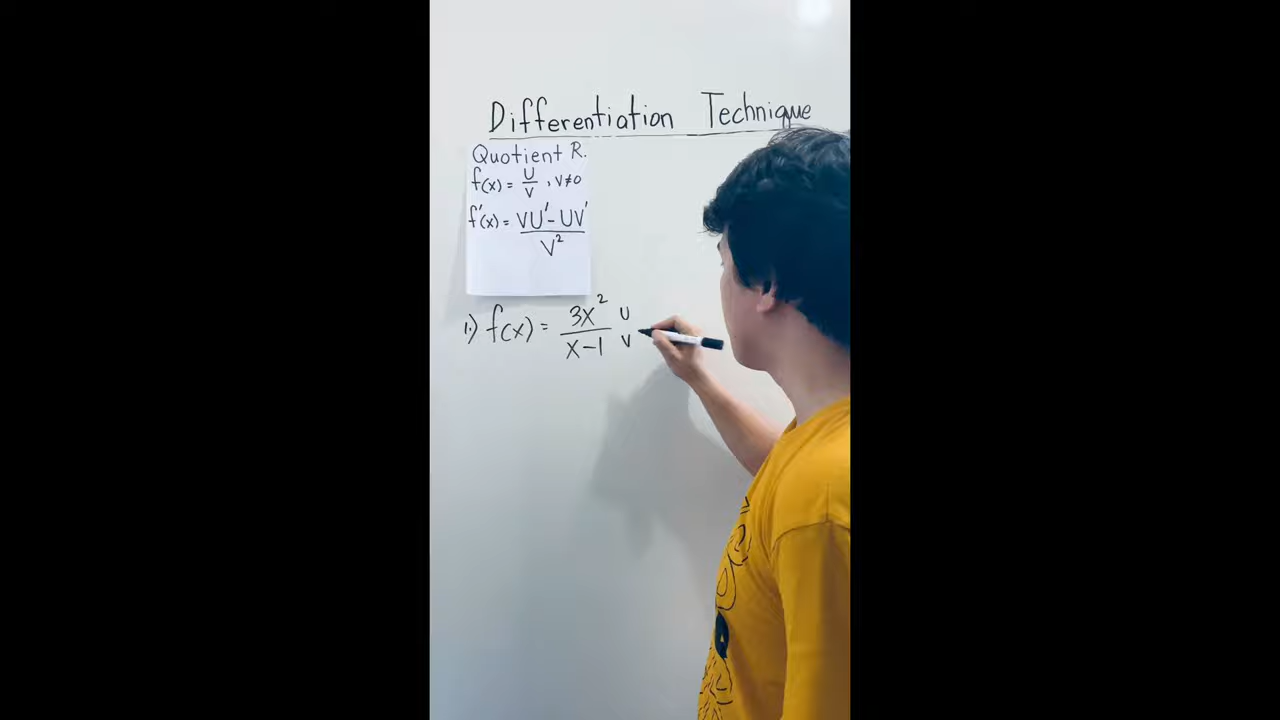 Differentiation Technique
Quotient R.
f(x) = U/V , V≠0
f'(x) = VU' - UV' / V²
1.) f(x) = 3x² / x-1 U V